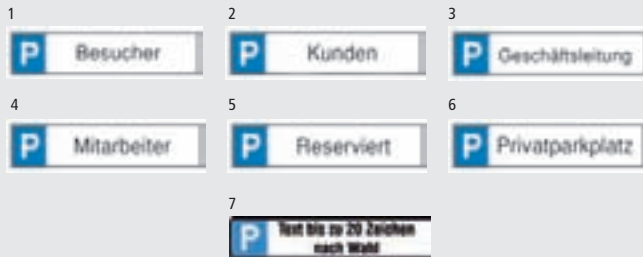 1
P Besucher
2
P Kunden
3
P Geschäftsleitung
4
P Mitarbeiter
5
P Reserviert
6
P Privatparkplatz
7
P Text bis zu 20 Zeichen
nach Wahl